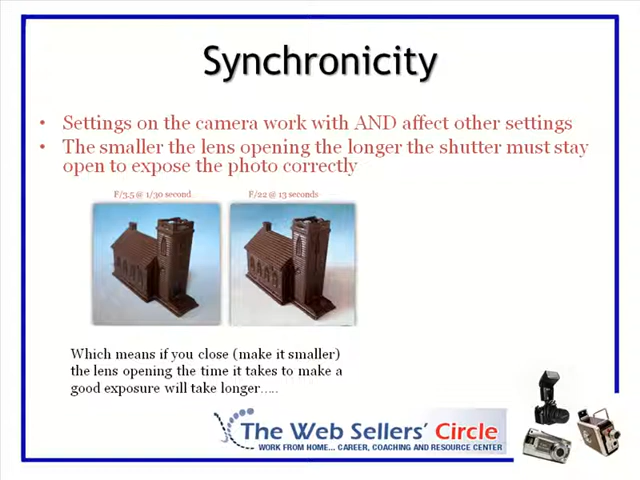 Synchronicity
• Settings on the camera work with AND affect other settings
• The smaller the lens opening the longer the shutter must stay
open to expose the photo correctly
F/3.5 @ 1/30 second
F/22 @ 13 seconds
Which means if you close (make it smaller)
the lens opening the time it takes to make a
good exposure will take longer…..
The Web Sellers' Circle
WORK FROM HOME... CAREER, COACHING AND RESOURCE CENTER